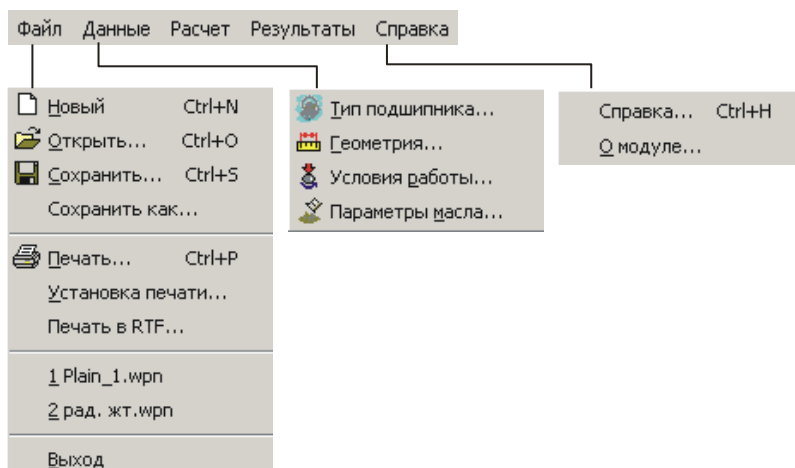 Файл Данные Расчет Результаты Справка
Новый Ctrl+N
Открыть... Ctrl+O
Сохранить... Ctrl+S
Сохранить как...
Печать... Ctrl+P
Установка печати...
Печать в RTF...
1 Plain_1.wpn
2 рад. жт.wpn
Выход
Тип подшипника...
Геометрия...
Условия работы...
Параметры масла...
Справка... Ctrl+H
О модуле...